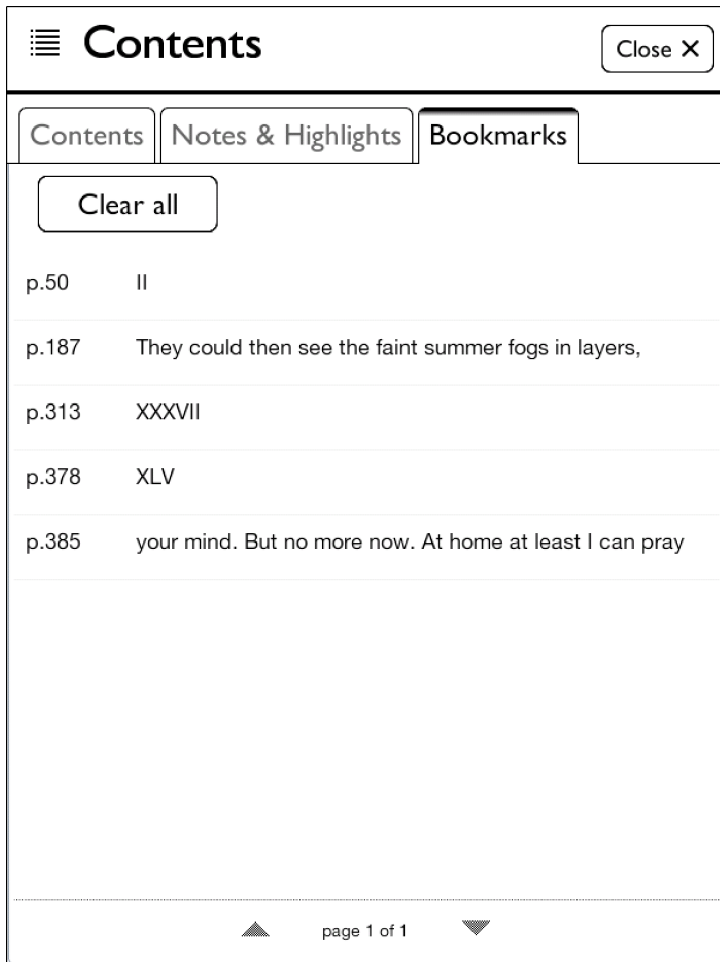 Contents
Close ✕
Contents Notes & Highlights Bookmarks
Clear all
p.50 II
p.187 They could then see the faint summer fogs in layers,
p.313 XXXVII
p.378 XLV
p.385 your mind. But no more now. At home at least I can pray
page 1 of 1